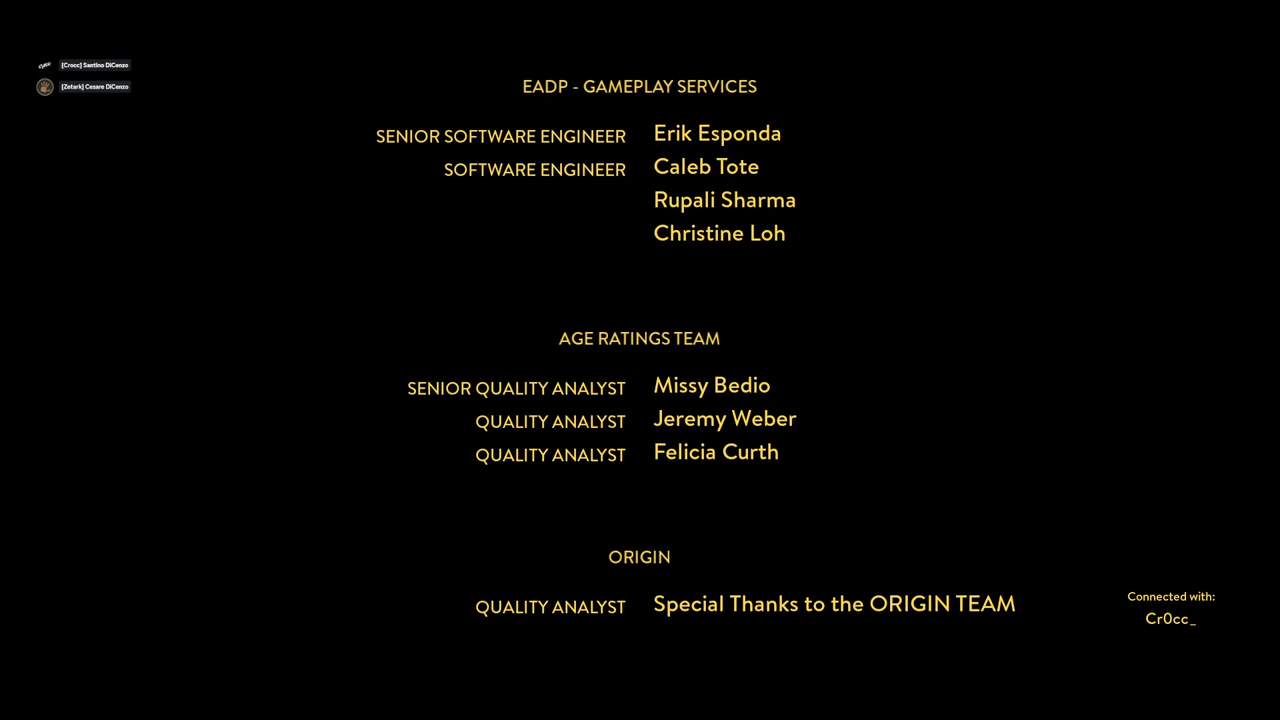 [Crocc] Santino DiCenzo
[Zetark] Cesare DiCenzo
EADP - GAMEPLAY SERVICES
SENIOR SOFTWARE ENGINEER Erik Esponda
SOFTWARE ENGINEER Caleb Tote
Rupali Sharma
Christine Loh
AGE RATINGS TEAM
SENIOR QUALITY ANALYST Missy Bedio
QUALITY ANALYST Jeremy Weber
QUALITY ANALYST Felicia Curth
ORIGIN
QUALITY ANALYST Special Thanks to the ORIGIN TEAM
Connected with:
Cr0cc_